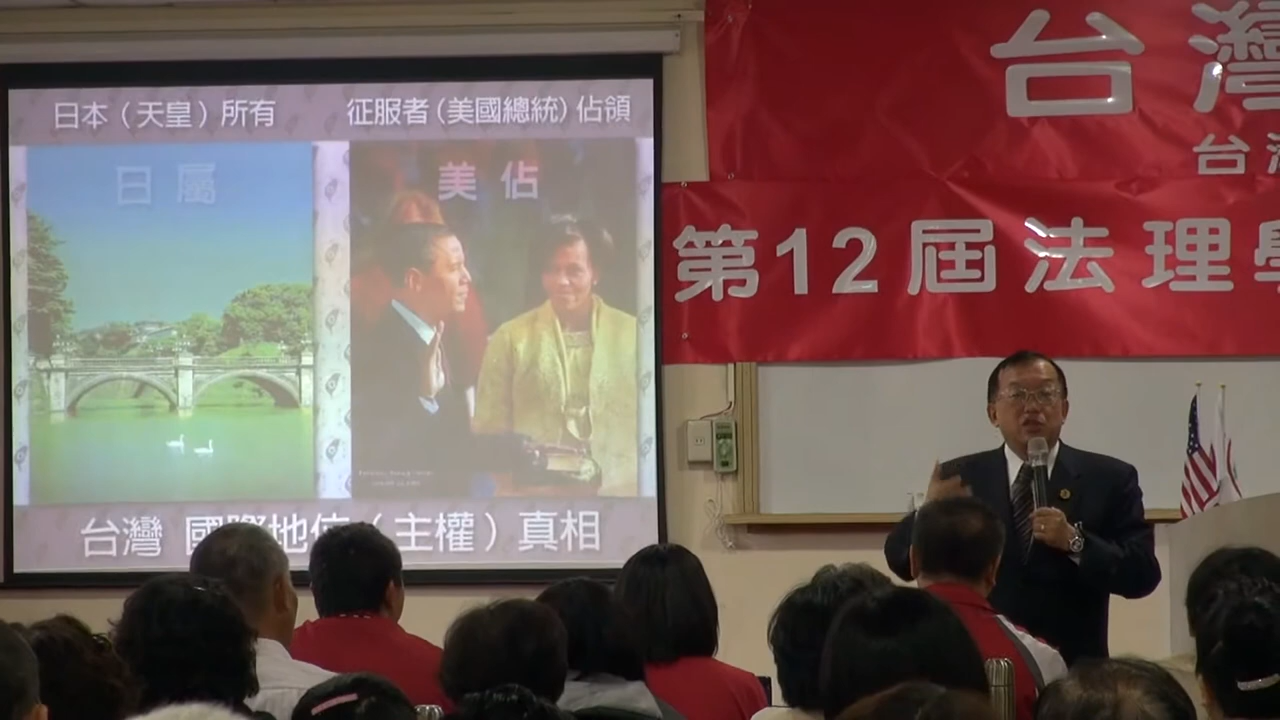 日本（天皇）所有
征服者（美國總統）佔領
日屬
美佔
台灣 國際地位（主權）真相
台灣
台灣
第12屆法理學